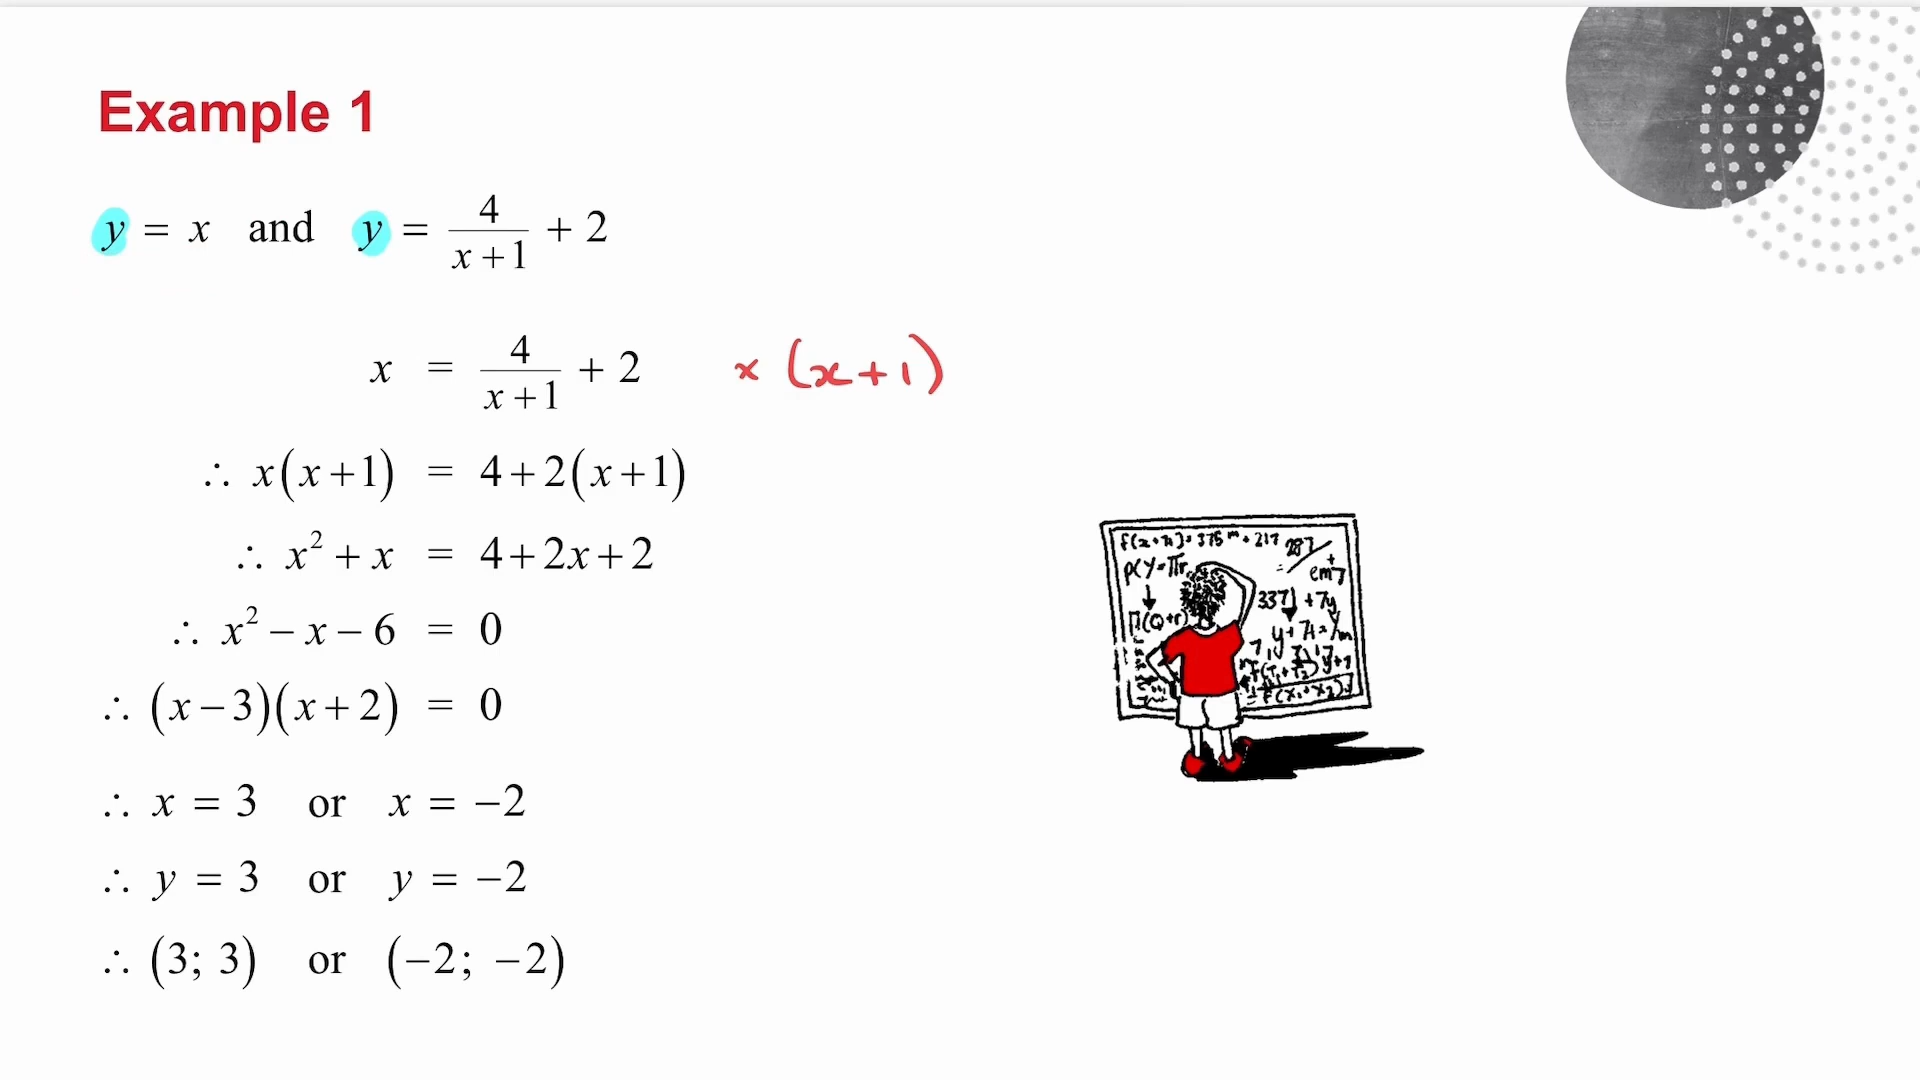 Example 1
y = x and y = 4/(x+1) + 2
x = 4/(x+1) + 2 × (x+1)
∴ x(x+1) = 4+2(x+1)
∴ x² + x = 4+2x+2
∴ x² − x − 6 = 0
∴ (x−3)(x+2) = 0
∴ x = 3 or x = −2
∴ y = 3 or y = −2
∴ (3; 3) or (−2; −2)